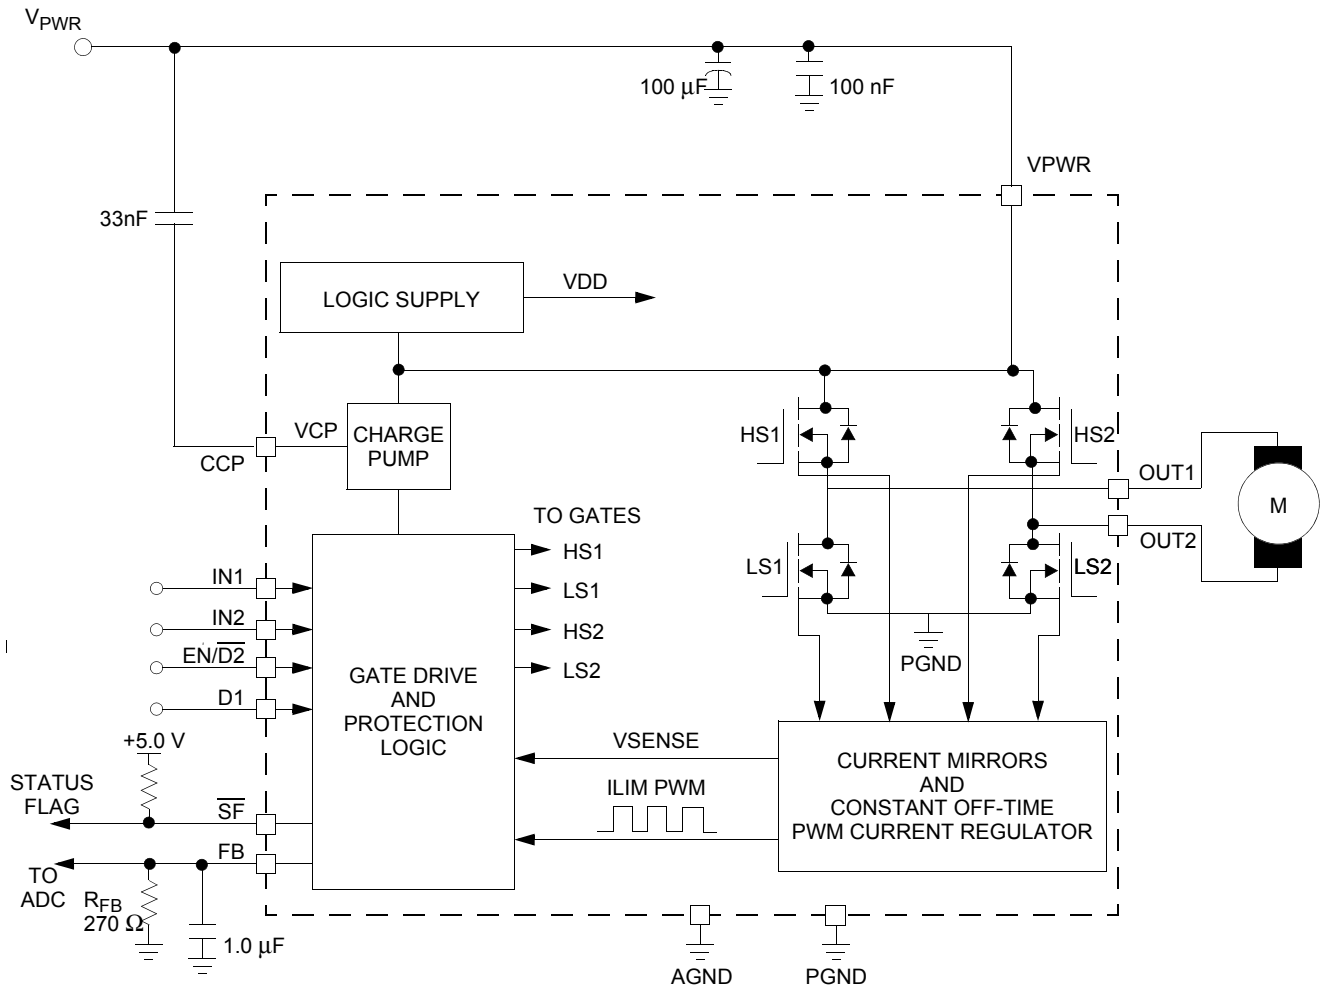 VPWR
100 µF
100 nF
VPWR
33nF
LOGIC SUPPLY
VDD
VCP
CHARGE
PUMP
CCP
HS1
HS2
OUT1
M
OUT2
TO GATES
HS1
LS1
HS2
LS2
LS1
LS2
PGND
IN1
IN2
EN/D2
D1
GATE DRIVE
AND
PROTECTION
LOGIC
+5.0 V
STATUS
FLAG
SF
FB
TO
ADC
RFB
270 Ω
1.0 µF
VSENSE
ILIM PWM
CURRENT MIRRORS
AND
CONSTANT OFF-TIME
PWM CURRENT REGULATOR
AGND
PGND